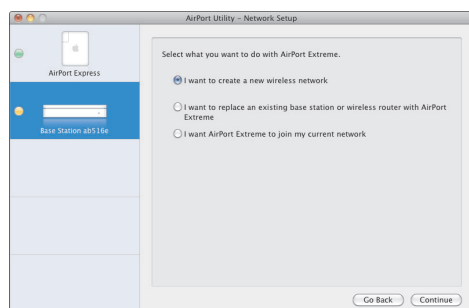 AirPort Utility – Network Setup
AirPort Express
Base Station ab516e
Select what you want to do with AirPort Extreme.
I want to create a new wireless network
I want to replace an existing base station or wireless router with AirPort
Extreme
I want AirPort Extreme to join my current network
Go Back
Continue